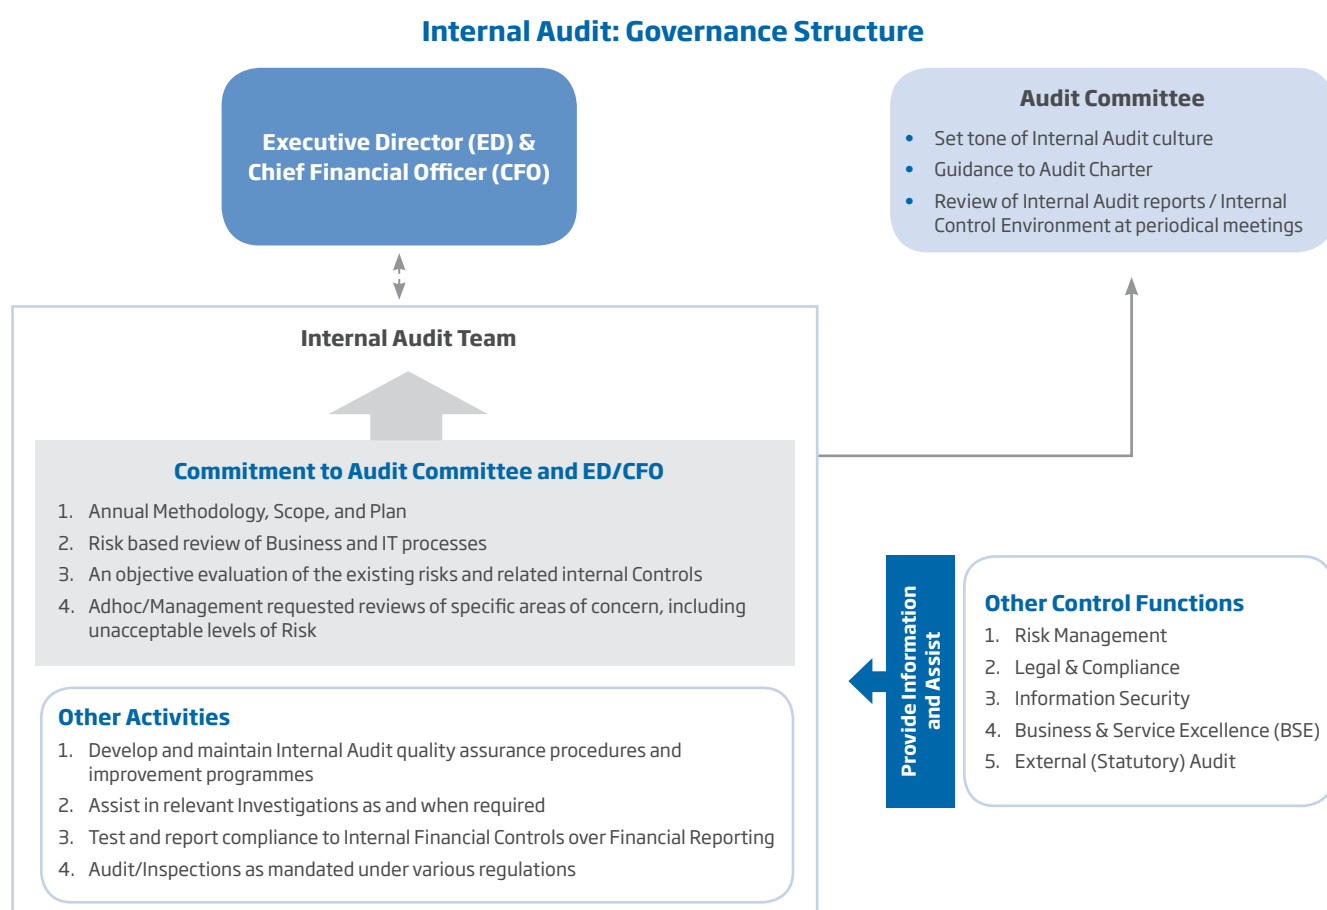 Internal Audit: Governance Structure
Executive Director (ED) &
Chief Financial Officer (CFO)
Audit Committee
• Set tone of Internal Audit culture
• Guidance to Audit Charter
• Review of Internal Audit reports / Internal
Control Environment at periodical meetings
Internal Audit Team
Commitment to Audit Committee and ED/CFO
1. Annual Methodology, Scope, and Plan
2. Risk based review of Business and IT processes
3. An objective evaluation of the existing risks and related internal Controls
4. Adhoc/Management requested reviews of specific areas of concern, including
unacceptable levels of Risk
Other Activities
1. Develop and maintain Internal Audit quality assurance procedures and
improvement programmes
2. Assist in relevant Investigations as and when required
3. Test and report compliance to Internal Financial Controls over Financial Reporting
4. Audit/Inspections as mandated under various regulations
Provide Information
and Assist
Other Control Functions
1. Risk Management
2. Legal & Compliance
3. Information Security
4. Business & Service Excellence (BSE)
5. External (Statutory) Audit